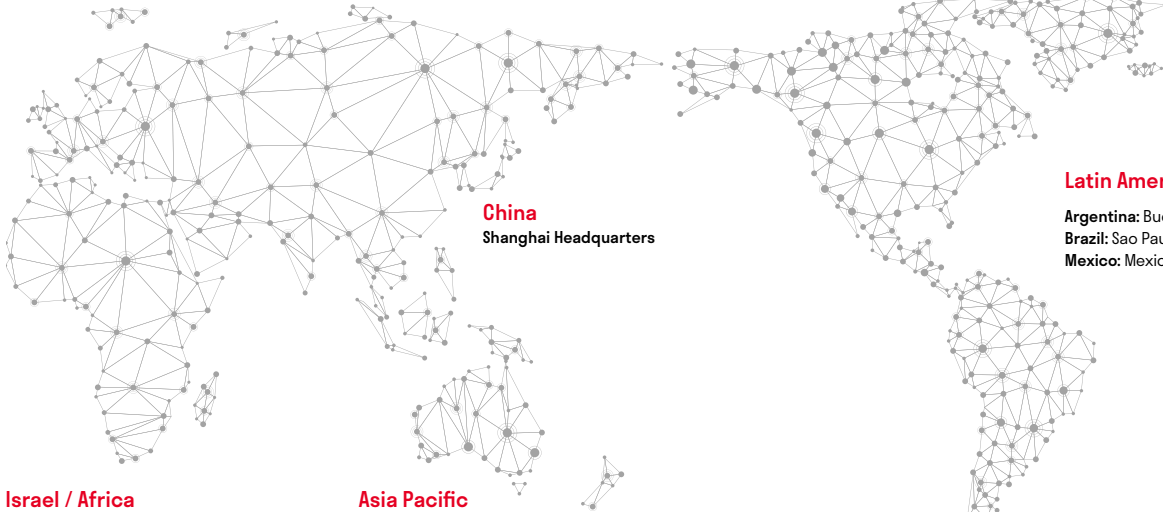 Latin
Argentina:
China
Shanghai Headquarters
Brazil: Sao
Mexico:
Israel / Africa
Asia Pacific